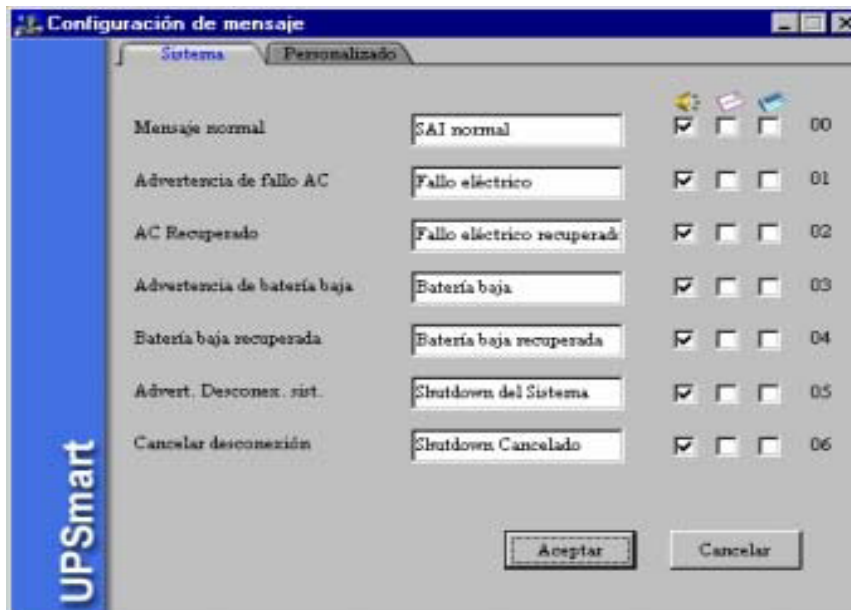 Configuración de mensaje
Sistema Personalizado
Mensaje normal SAI normal 00
Advertencia de fallo AC Fallo eléctrico 01
AC Recuperado Fallo eléctrico recuperad 02
Advertencia de batería baja Batería baja 03
Batería baja recuperada Batería baja recuperada 04
Advert. Desconex. sist. Shutdown del Sistema 05
Cancelar desconexión Shutdown Cancelado 06
Aceptar Cancelar
UPSmart